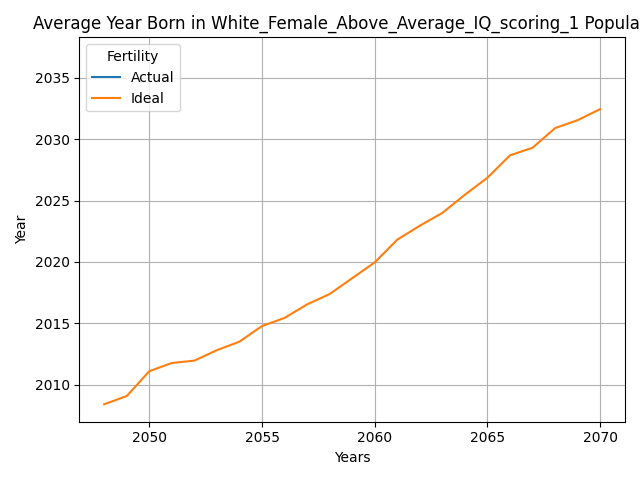 Average Year Born in White_Female_Above_Average_IQ_scoring_1 Popula
Fertility
Actual
Ideal
2035
2030
2025
2020
2015
2010
Year
2050 2055 2060 2065 2070
Years